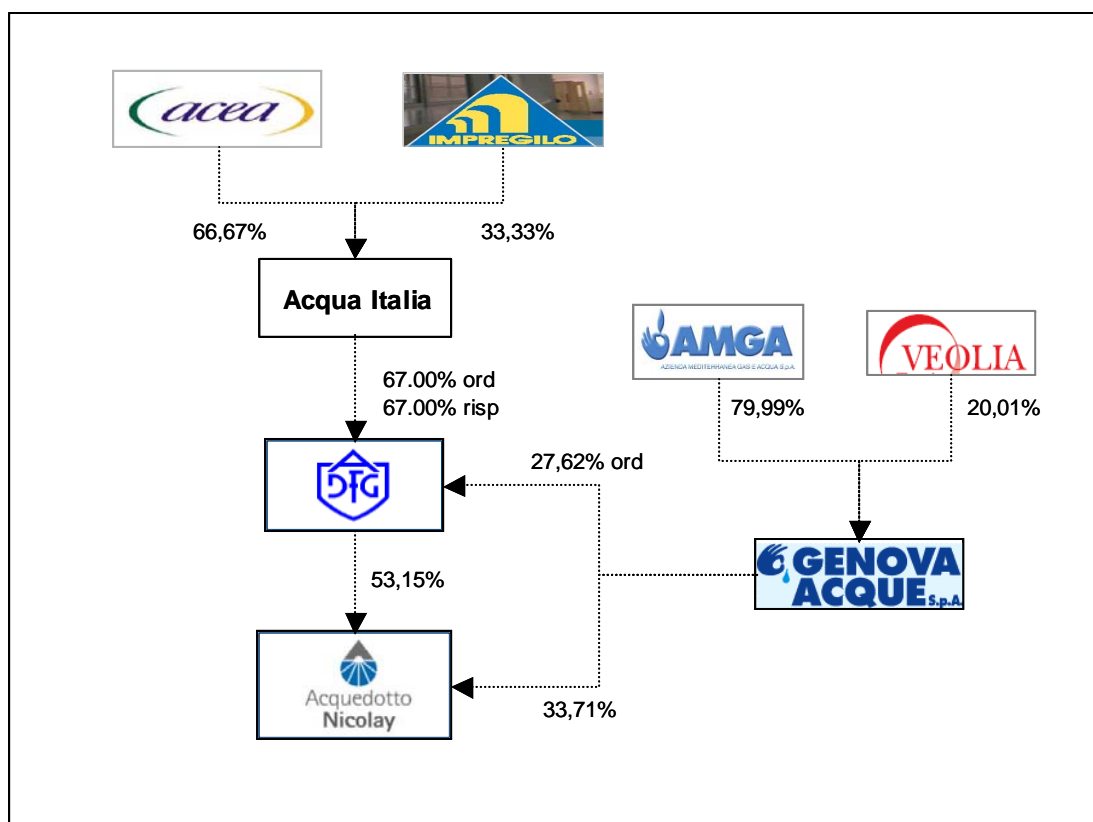 acea
IMPREGILO
66,67%
33,33%
Acqua Italia
AMGA
AZIENDA MEDITERRANEA GAS E ACQUA S.p.A.
VEOLIA
67.00% ord
67.00% risp
79,99%
20,01%
27,62% ord
DFG
GENOVA
ACQUE S.p.A.
53,15%
Acquedotto
Nicolay
33,71%